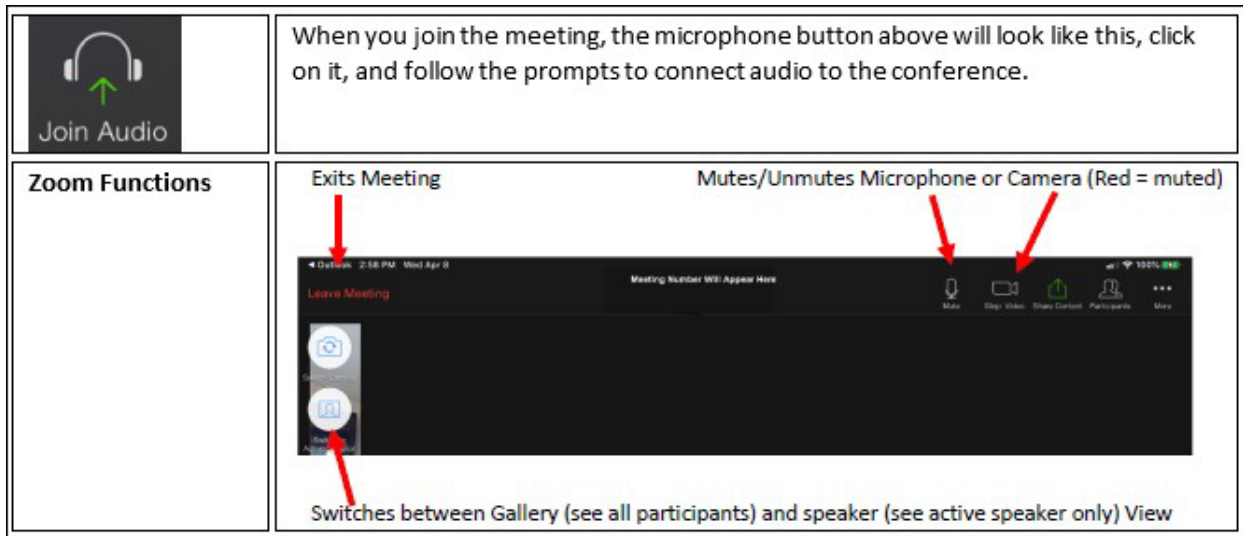 Join Audio
When you join the meeting, the microphone button above will look like this, click
on it, and follow the prompts to connect audio to the conference.
Zoom Functions
Exits Meeting
Mutes/Unmutes Microphone or Camera (Red = muted)
Outlook 2:58 PM Wed Apr 8
100%
Meeting Number Will Appear Here
Leave Meeting
Mute
Stop Video
Share Content
Participants
More
Switch
Switches between Gallery (see all participants) and speaker (see active speaker only) View